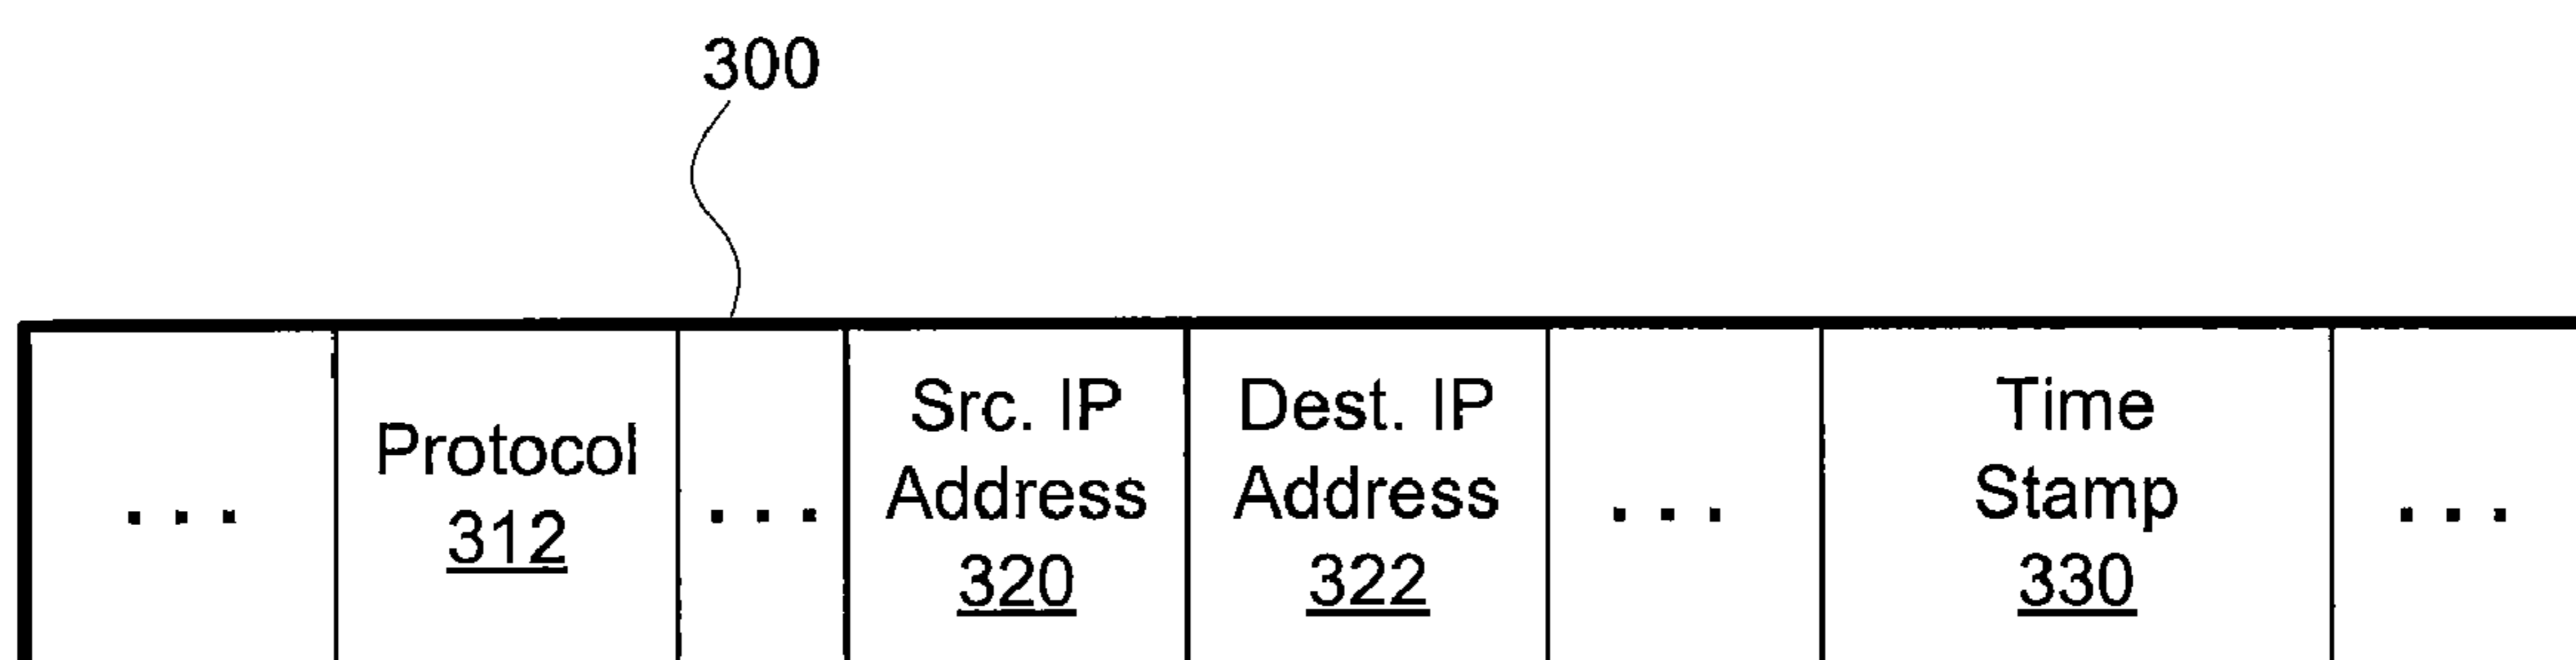 300
... Protocol 312 ... Src. IP Address 320 Dest. IP Address 322 ... Time Stamp 330 ...